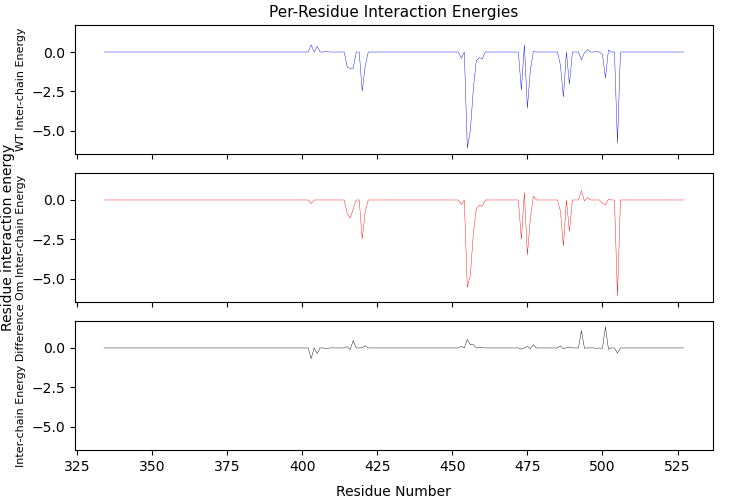 Per-Residue Interaction Energies
Residue interaction energy
WT Inter-chain Energy
0.0
−2.5
−5.0
Om Inter-chain Energy
0.0
−2.5
−5.0
Inter-chain Energy Difference
0.0
−2.5
−5.0
325 350 375 400 425 450 475 500 525
Residue Number